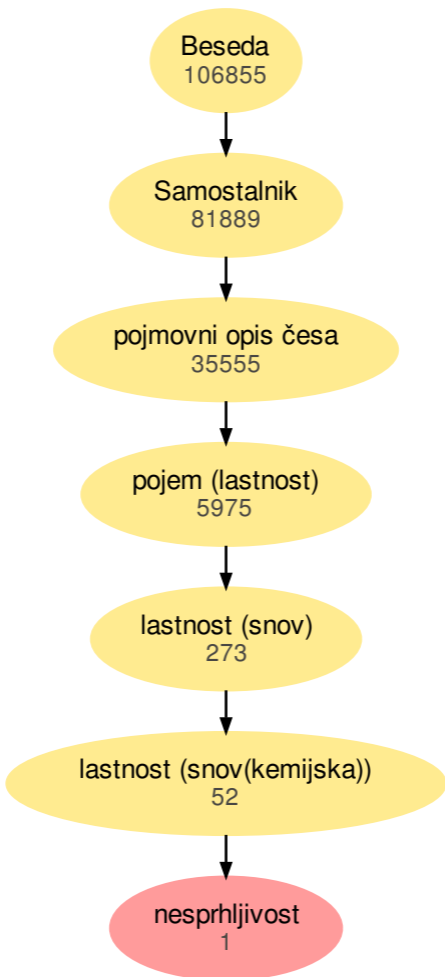 Beseda
106855
Samostalnik
81889
pojmovni opis česa
35555
pojem (lastnost)
5975
lastnost (snov)
273
lastnost (snov(kemijska))
52
nesprhljivost
1